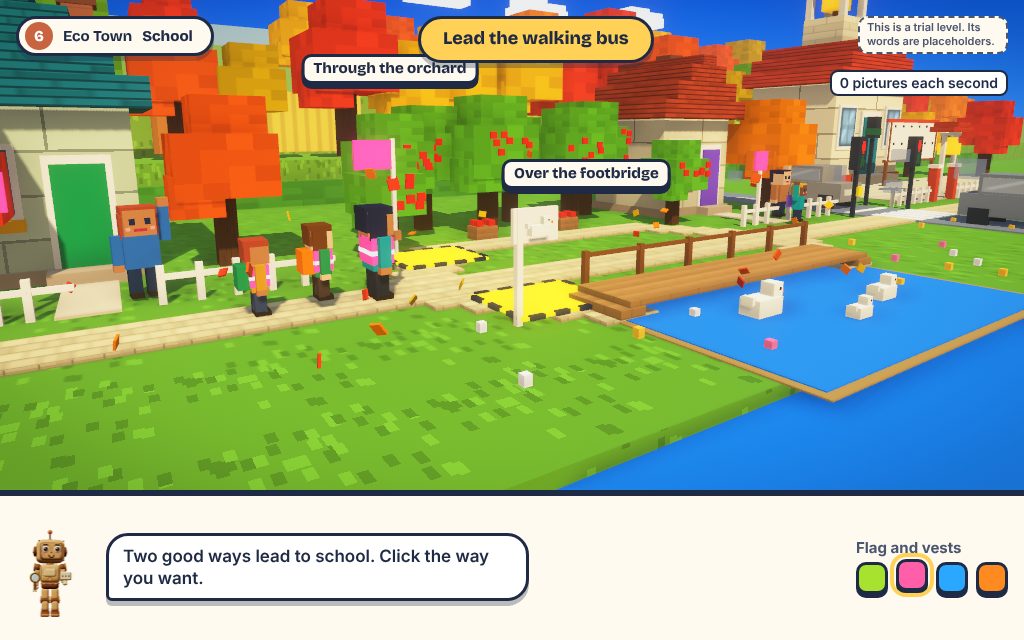 6 Eco Town School
Lead the walking bus
This is a trial level. Its
words are placeholders.
Through the orchard
0 pictures each second
Over the footbridge
Two good ways lead to school. Click the way
you want.
Flag and vests